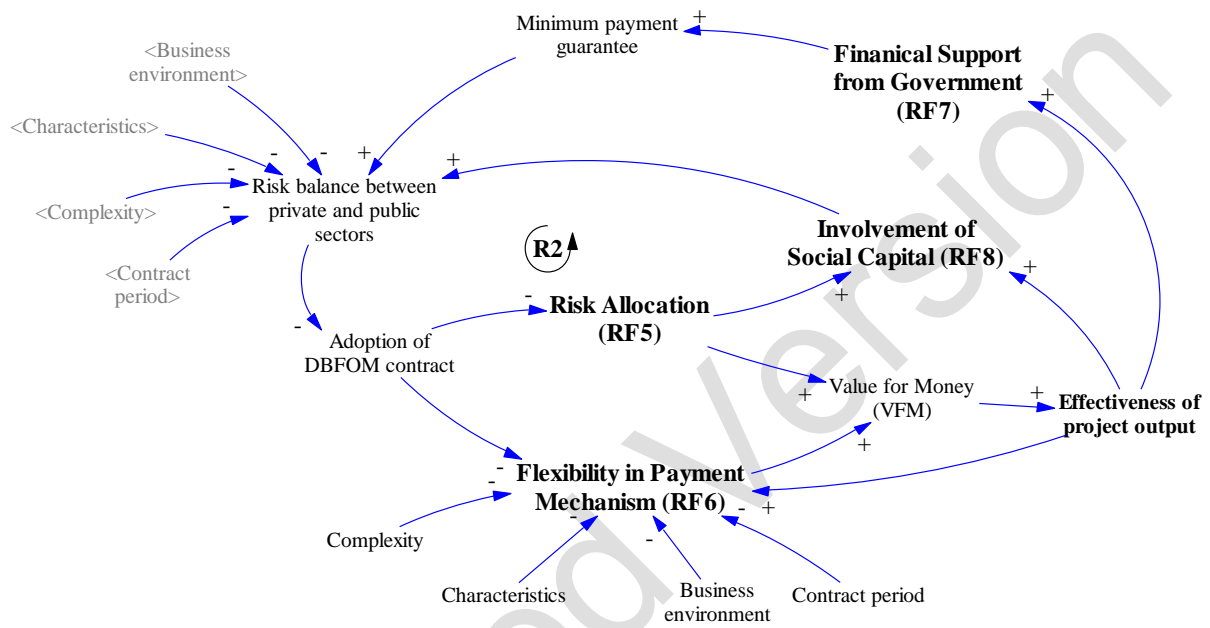 Minimum payment
guarantee
+
+
Finanical Support
from Government
(RF7)
+
<Business
environment>
<Characteristics>
<Complexity>
<Contract
period>
-
-
-
-
+
+
Risk balance between
private and public
sectors
R2
Involvement of
Social Capital (RF8)
+
+
-
Risk Allocation
(RF5)
-
Adoption of
DBFOM contract
Value for Money
(VFM)
+
+
+
Effectiveness of
project output
-
-
Flexibility in Payment
Mechanism (RF6)
-
-
-
+
Complexity
Characteristics
Business
environment
Contract period
ed Version